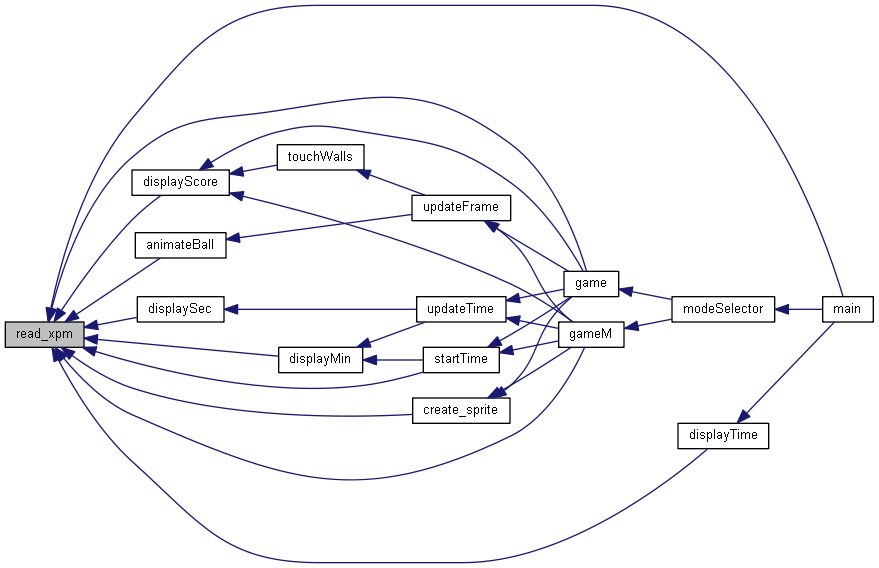 touchWalls
displayScore
updateFrame
animateBall
game
displaySec
updateTime
modeSelector
main
read_xpm
gameM
displayMin
startTime
create_sprite
displayTime